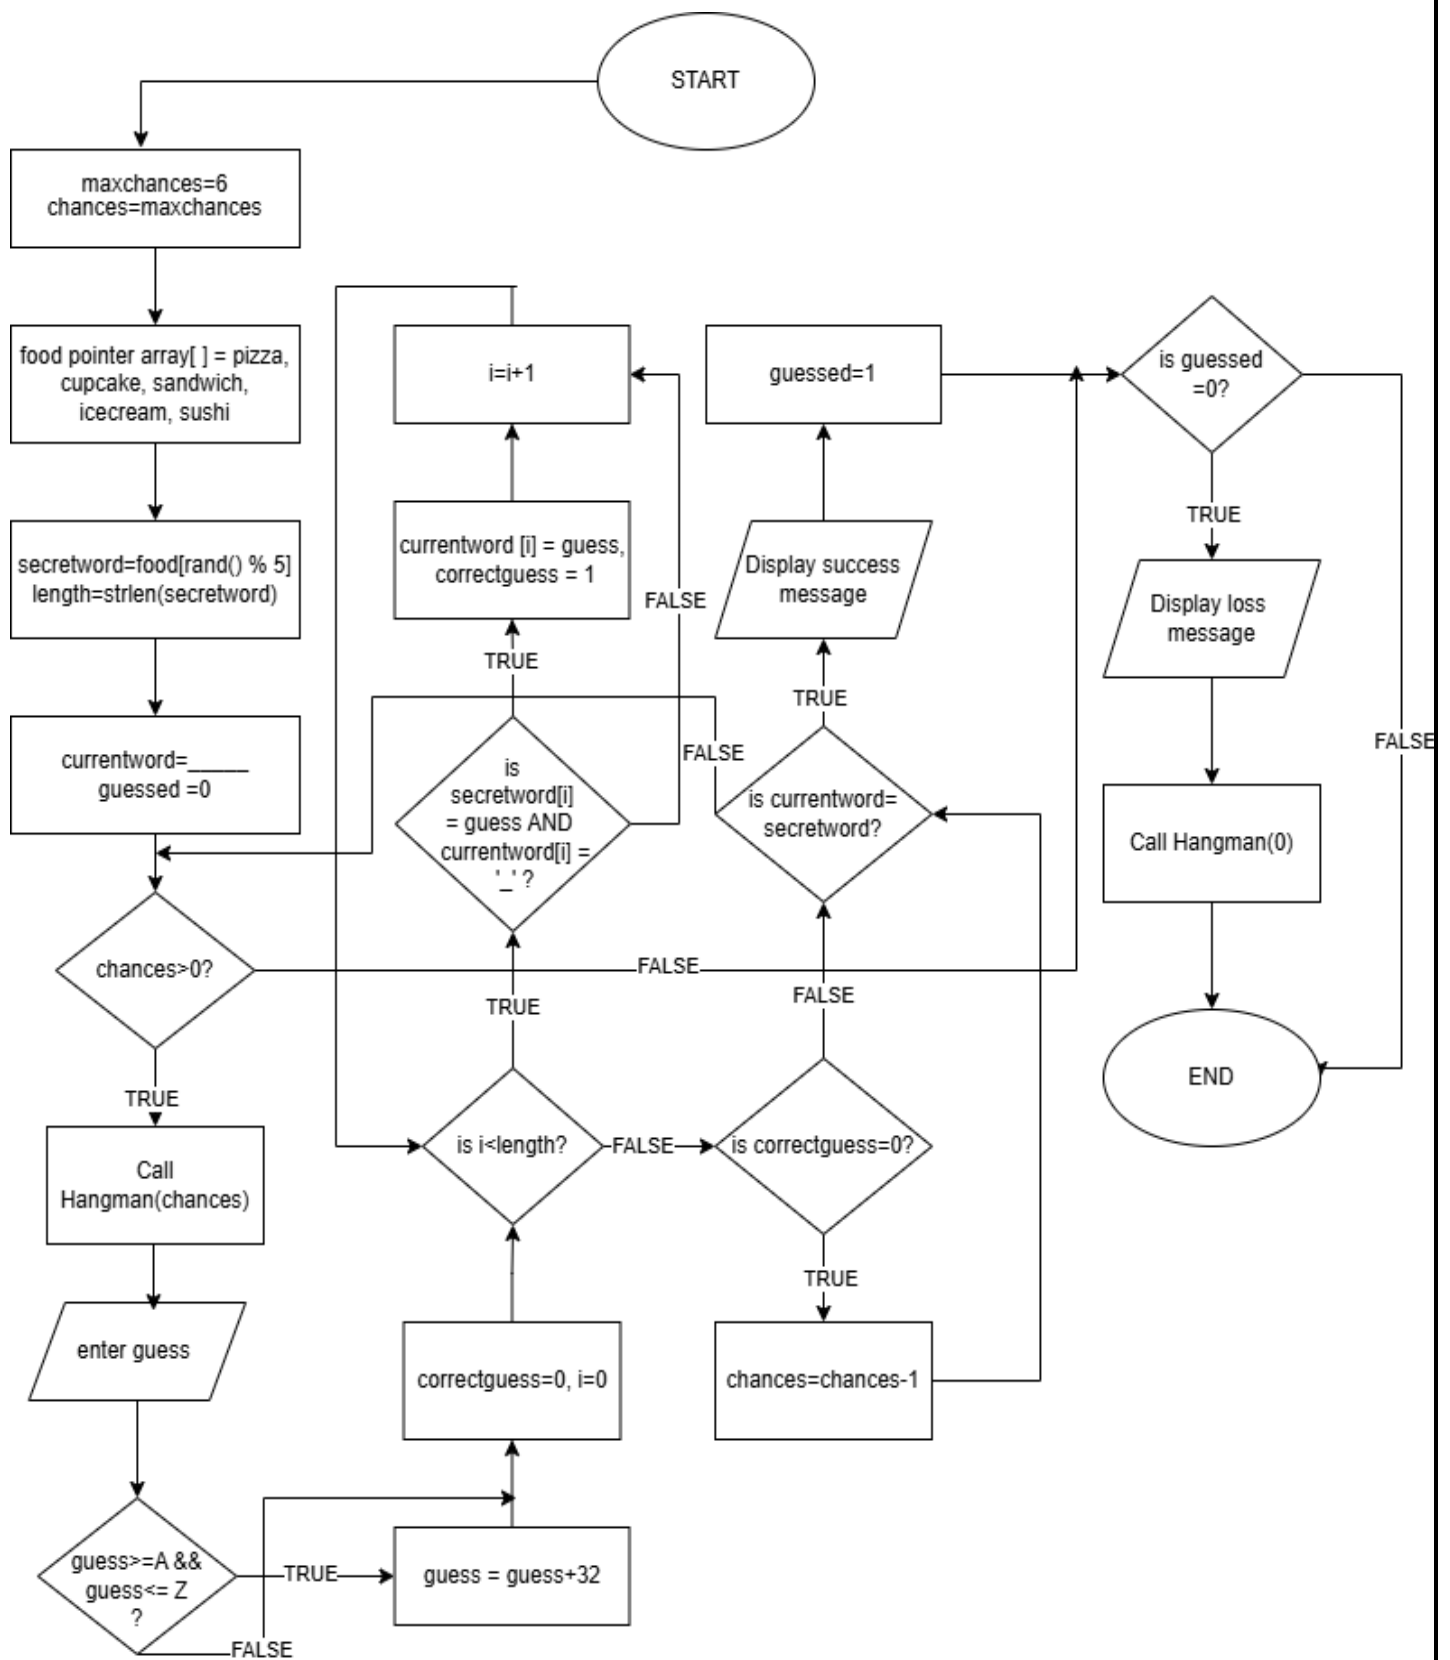 START
maxchances=6
chances=maxchances
food pointer array[ ] = pizza,
cupcake, sandwich,
icecream, sushi
secretword=food[rand() % 5]
length=strlen(secretword)
currentword=_____
guessed =0
chances>0?
FALSE
TRUE
Call
Hangman(chances)
enter guess
guess>=A &&
guess<= Z
?
TRUE
FALSE
guess = guess+32
correctguess=0, i=0
is i<length?
TRUE
FALSE
is
secretword[i]
= guess AND
currentword[i] =
'_' ?
TRUE
FALSE
currentword [i] = guess,
correctguess = 1
i=i+1
is correctguess=0?
TRUE
FALSE
chances=chances-1
is currentword=
secretword?
FALSE
TRUE
Display success
message
guessed=1
is guessed
=0?
TRUE
FALSE
Display loss
message
Call Hangman(0)
END